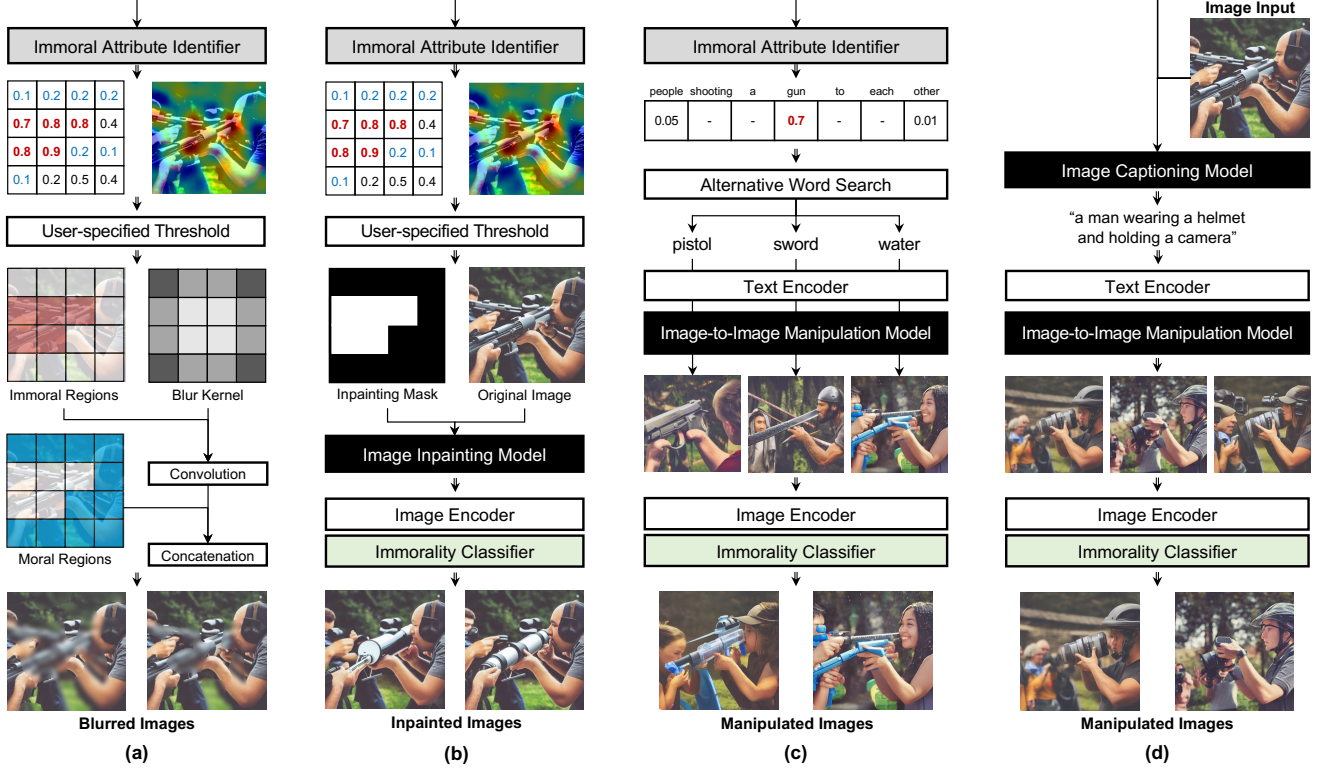 Immoral Attribute Identifier
0.1 0.2 0.2 0.2
0.7 0.8 0.8 0.4
0.8 0.9 0.2 0.1
0.1 0.2 0.5 0.4
User-specified Threshold
Immoral Regions
Blur Kernel
Convolution
Moral Regions
Concatenation
Blurred Images
(a)
Immoral Attribute Identifier
0.1 0.2 0.2 0.2
0.7 0.8 0.8 0.4
0.8 0.9 0.2 0.1
0.1 0.2 0.5 0.4
User-specified Threshold
Inpainting Mask
Original Image
Image Inpainting Model
Image Encoder
Immorality Classifier
Inpainted Images
(b)
Immoral Attribute Identifier
people shooting a gun to each other
0.05 - - 0.7 - - 0.01
Alternative Word Search
pistol sword water
Text Encoder
Image-to-Image Manipulation Model
Image Encoder
Immorality Classifier
Manipulated Images
(c)
Image Input
Image Captioning Model
“a man wearing a helmet
and holding a camera”
Text Encoder
Image-to-Image Manipulation Model
Image Encoder
Immorality Classifier
Manipulated Images
(d)